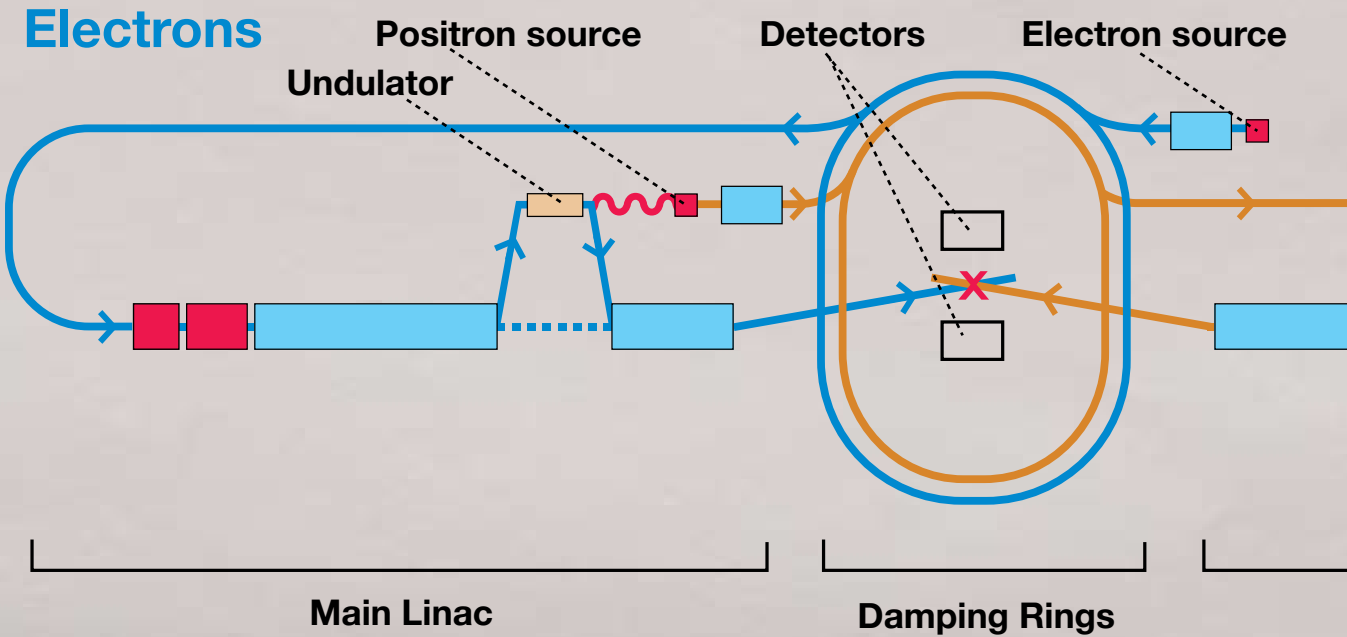 Electrons
Positron source
Detectors
Electron source
Undulator
X
Main Linac
Damping Rings